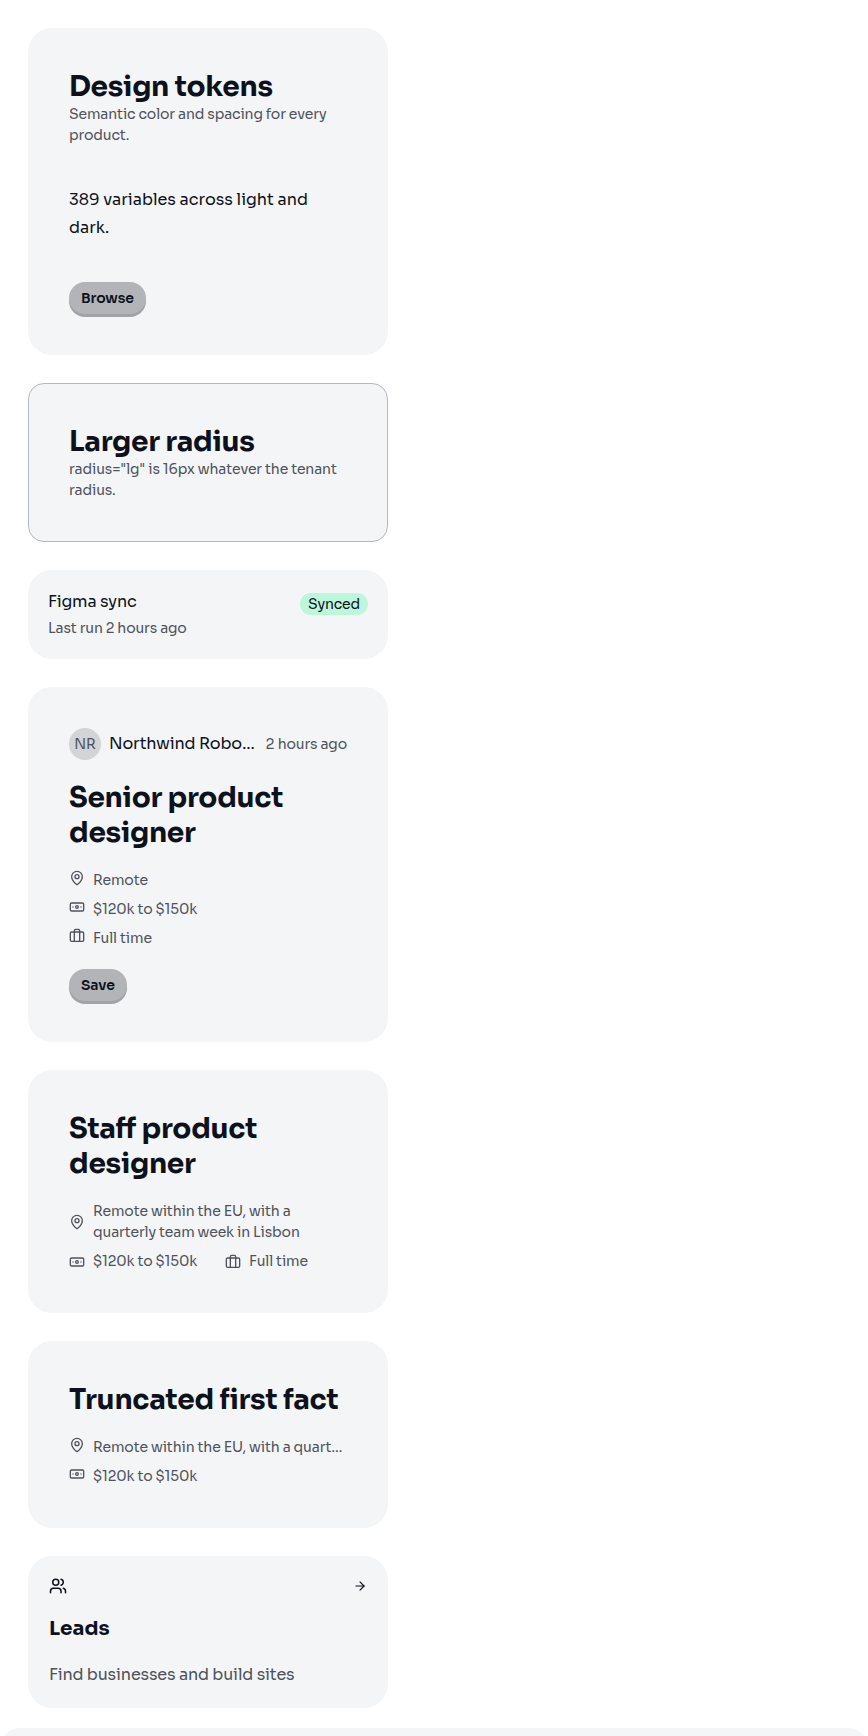 Design tokens
Semantic color and spacing for every
product.
389 variables across light and
dark.
Browse
Larger radius
radius="lg" is 16px whatever the tenant
radius.
Figma sync
Synced
Last run 2 hours ago
NR Northwind Robo... 2 hours ago
Senior product
designer
Remote
$120k to $150k
Full time
Save
Staff product
designer
Remote within the EU, with a
quarterly team week in Lisbon
$120k to $150k Full time
Truncated first fact
Remote within the EU, with a quart...
$120k to $150k
Leads
Find businesses and build sites